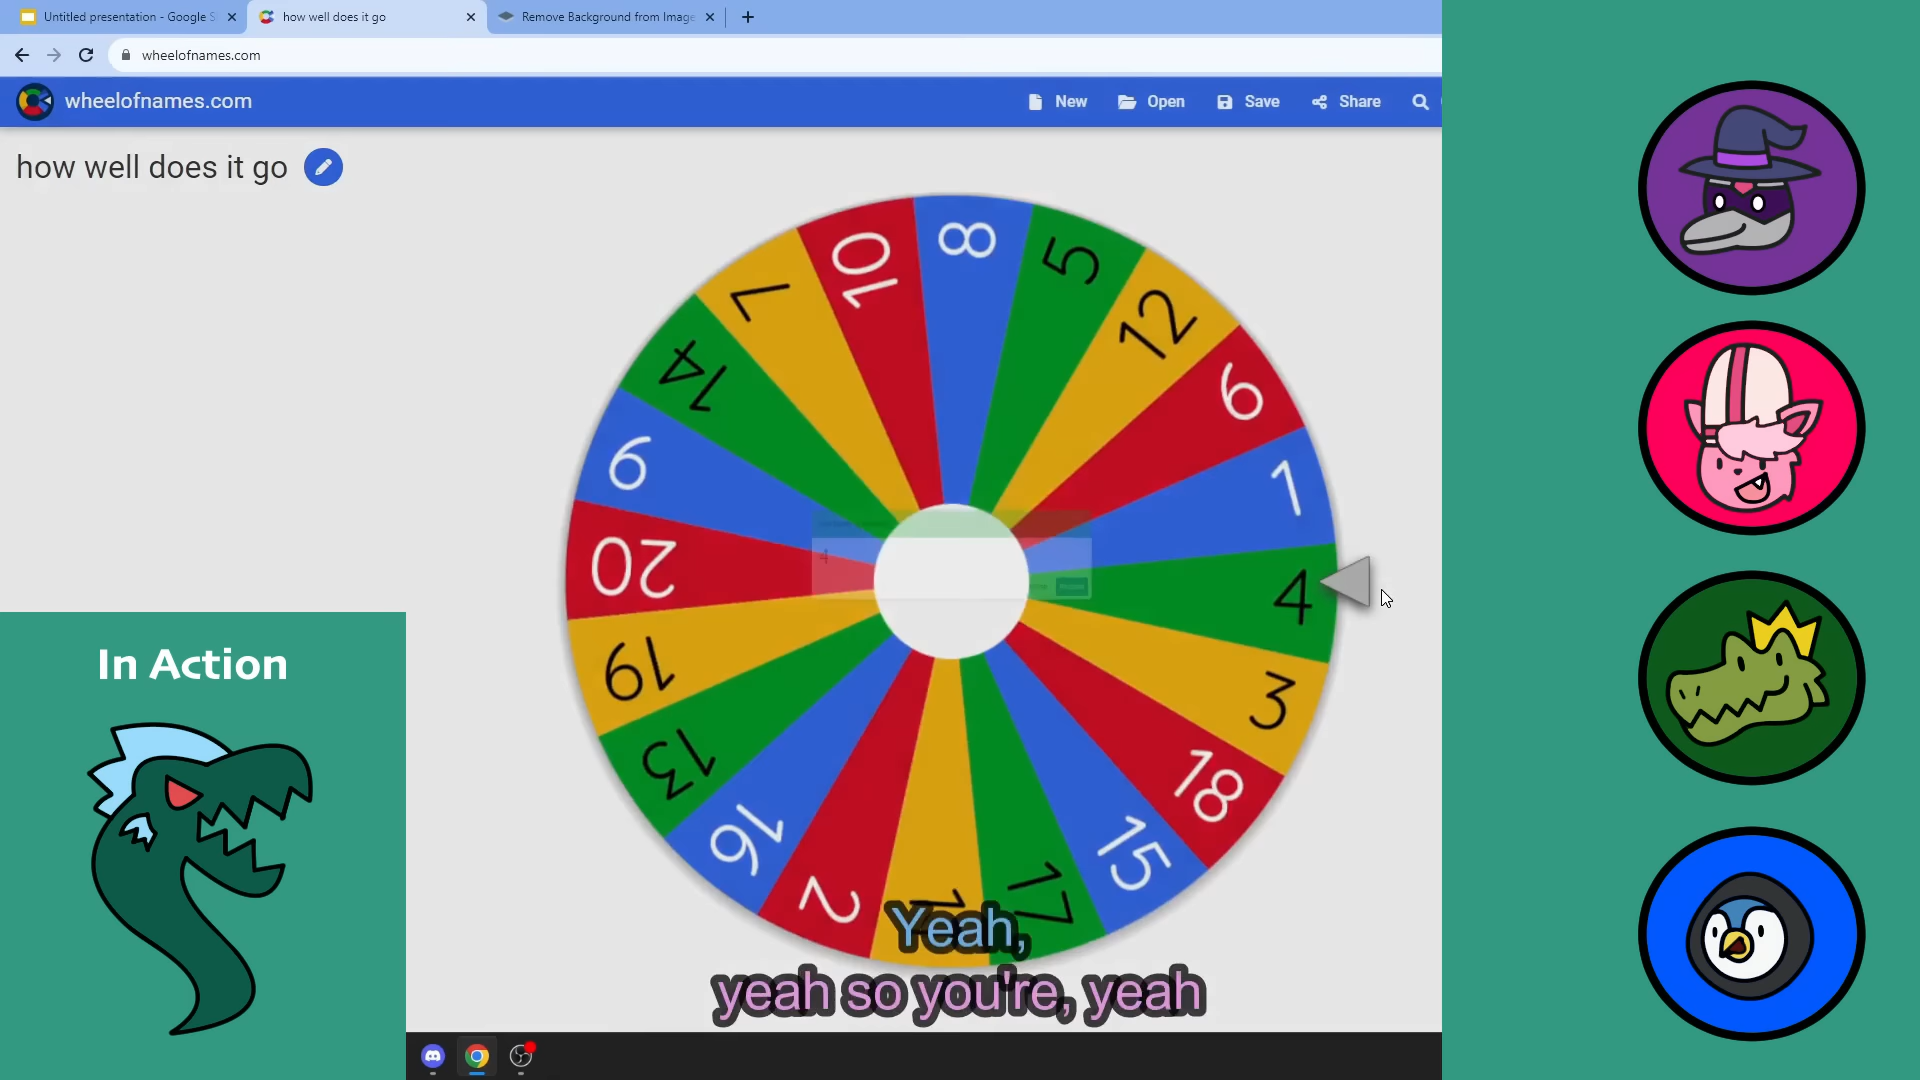 Untitled presentation - Google S
how well does it go
Remove Background from Image
wheelofnames.com
wheelofnames.com
New
Open
Save
Share
how well does it go
8
5
12
6
1
4
3
18
15
17
2
16
13
19
20
9
14
7
10
4
In Action
Yeah,
yeah so you're, yeah